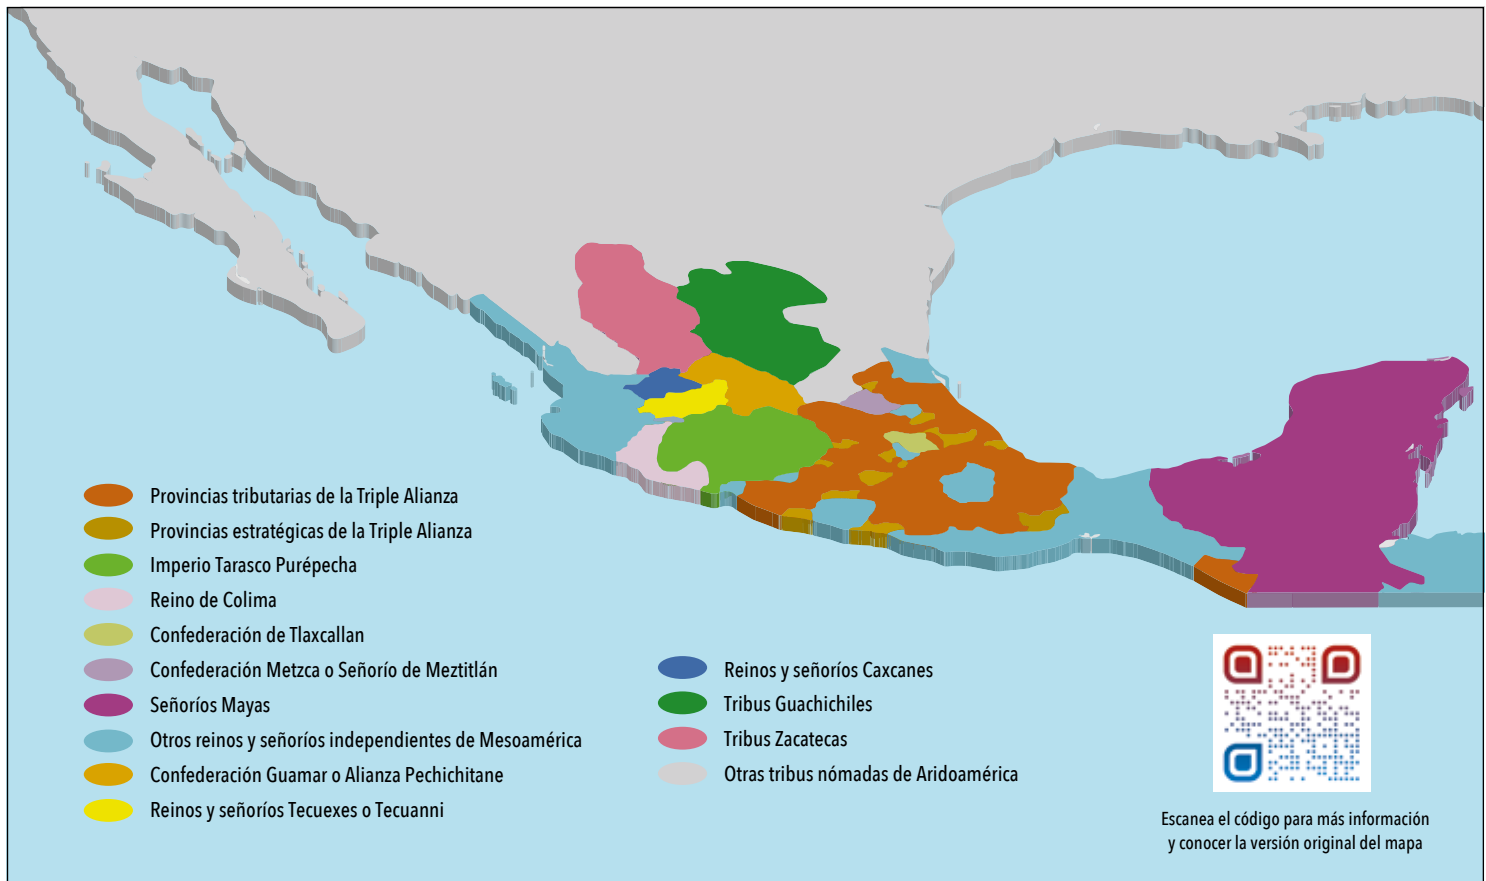 Provincias tributarias de la Triple Alianza
Provincias estratégicas de la Triple Alianza
Imperio Tarasco Purépecha
Reino de Colima
Confederación de Tlaxcallan
Confederación Metzca o Señorío de Meztitlán
Señoríos Mayas
Otros reinos y señoríos independientes de Mesoamérica
Confederación Guamar o Alianza Pechichitane
Reinos y señoríos Tecuexes o Tecuanni
Reinos y señoríos Caxcanes
Tribus Guachichiles
Tribus Zacatecas
Otras tribus nómadas de Aridoamérica
Escanea el código para más información
y conocer la versión original del mapa